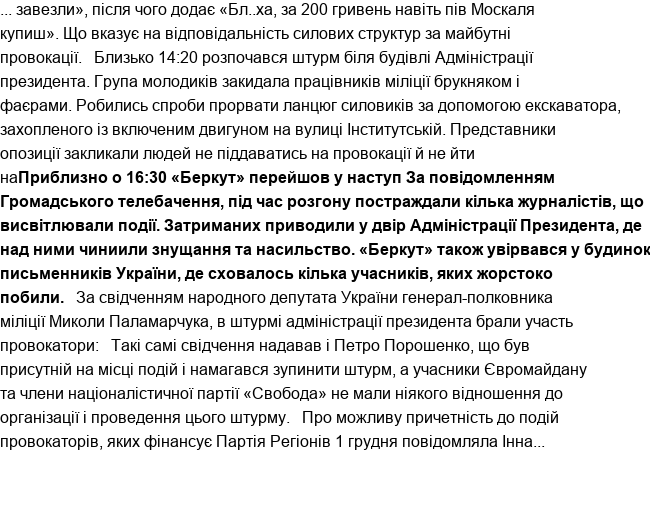 ... завезли», після чого додає «Бл..ха, за 200 гривень навіть пів Москаля
купиш». Що вказує на відповідальність силових структур за майбутні
провокації.   Близько 14:20 розпочався штурм біля будівлі Адміністрації
президента. Група молодиків закидала працівників міліції брукняком і
фаєрами. Робились спроби прорвати ланцюг силовиків за допомогою екскаватора,
захопленого із включеним двигуном на вулиці Інститутській. Представники
опозиції закликали людей не піддаватись на провокації й не йти
наПриблизно о 16:30 «Беркут» перейшов у наступ За повідомленням
Громадського телебачення, під час розгону постраждали кілька журналістів, що
висвітлювали події. Затриманих приводили у двір Адміністрації Президента, де
над ними чиниили знущання та насильство. «Беркут» також увірвався у будинок
письменників України, де сховалось кілька учасників, яких жорстоко
побили.   За свідченням народного депутата України генерал-полковника
міліції Миколи Паламарчука, в штурмі адміністрації президента брали участь
провокатори:   Такі самі свідчення надавав і Петро Порошенко, що був
присутній на місці подій і намагався зупинити штурм, а учасники Євромайдану
та члени націоналістичної партії «Свобода» не мали ніякого відношення до
організації і проведення цього штурму.   Про можливу причетність до подій
провокаторів, яких фінансує Партія Регіонів 1 грудня повідомляла Інна...